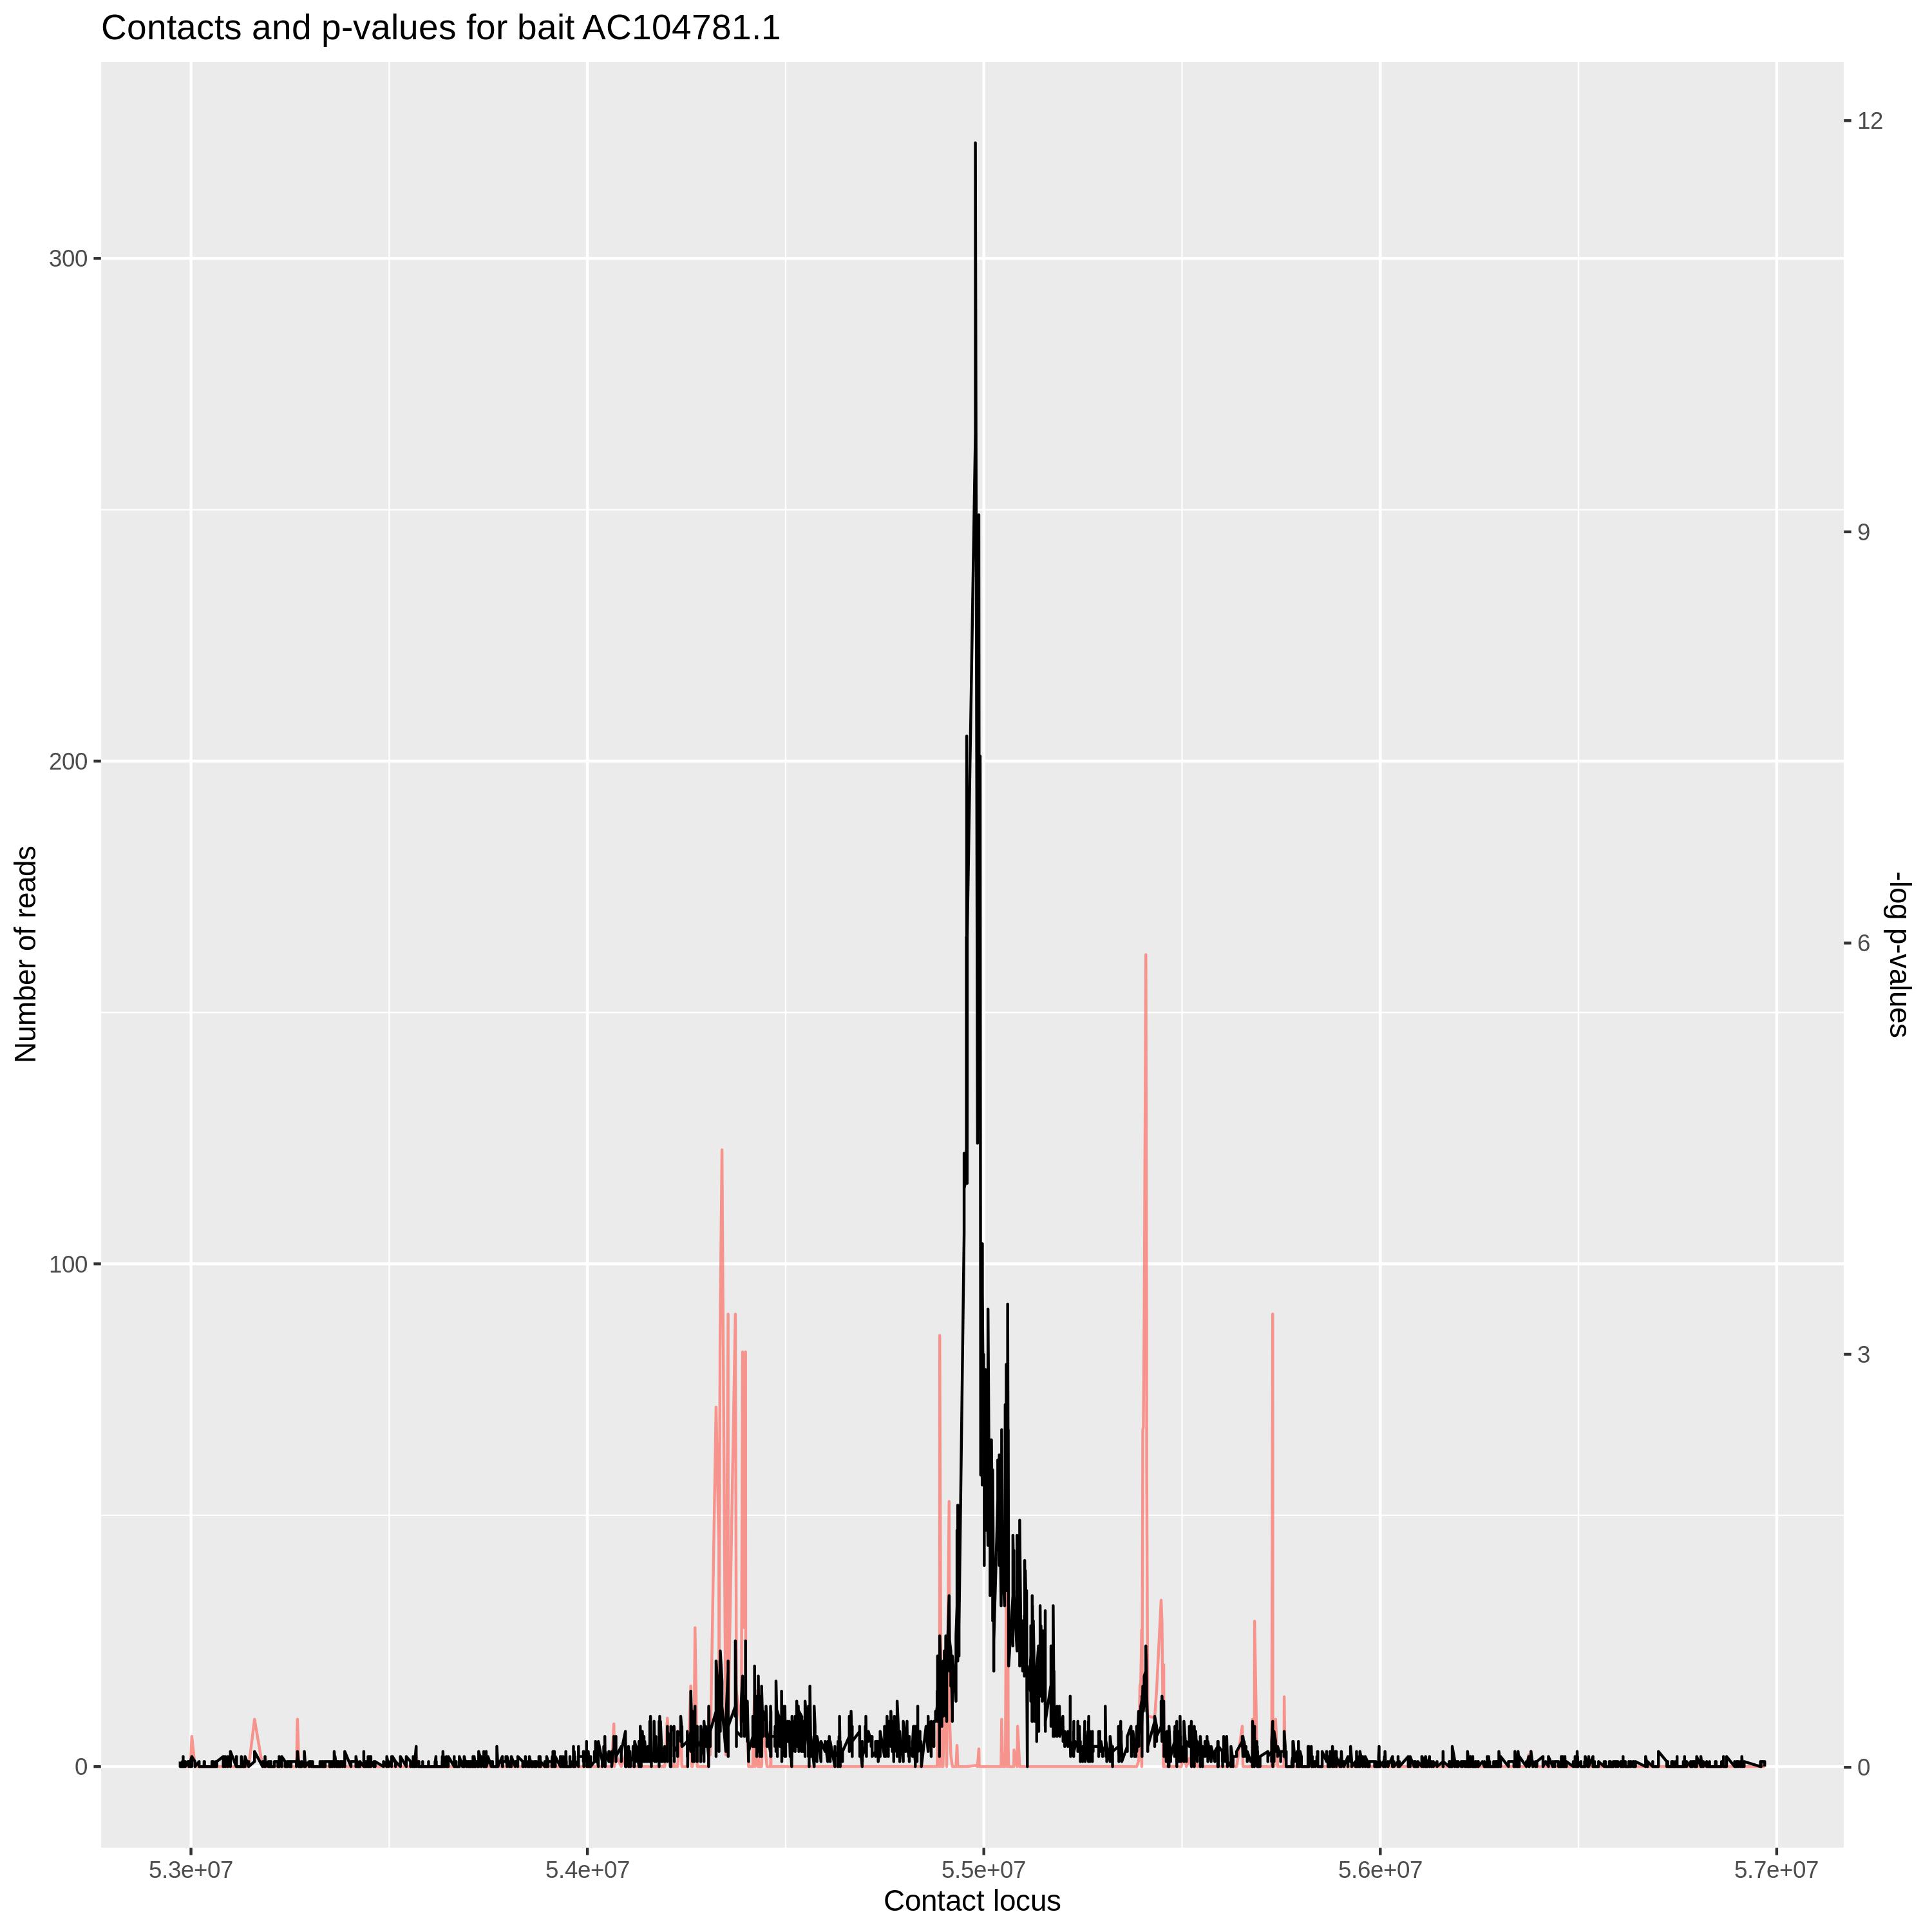 Contacts and p-values for bait AC104781.1
12
300
9
200
6
Number of reads
-log p-values
3
100
0
0
5.3e+07
5.4e+07
5.5e+07
5.6e+07
5.7e+07
Contact locus